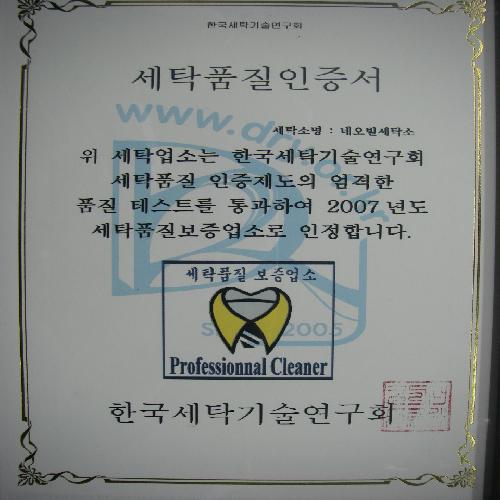 한국세탁기술연구회
세탁품질인증서
www.drwo.kr
세탁소명 : 네오빌세탁소
위 세탁업소는 한국세탁기술연구회
세탁품질 인증제도의 엄격한
품질 테스트를 통과하여 2007년도
세탁품질보증업소로 인정합니다.
세탁품질 보증업소
2005
Professionnal Cleaner
한국세탁기술연구회